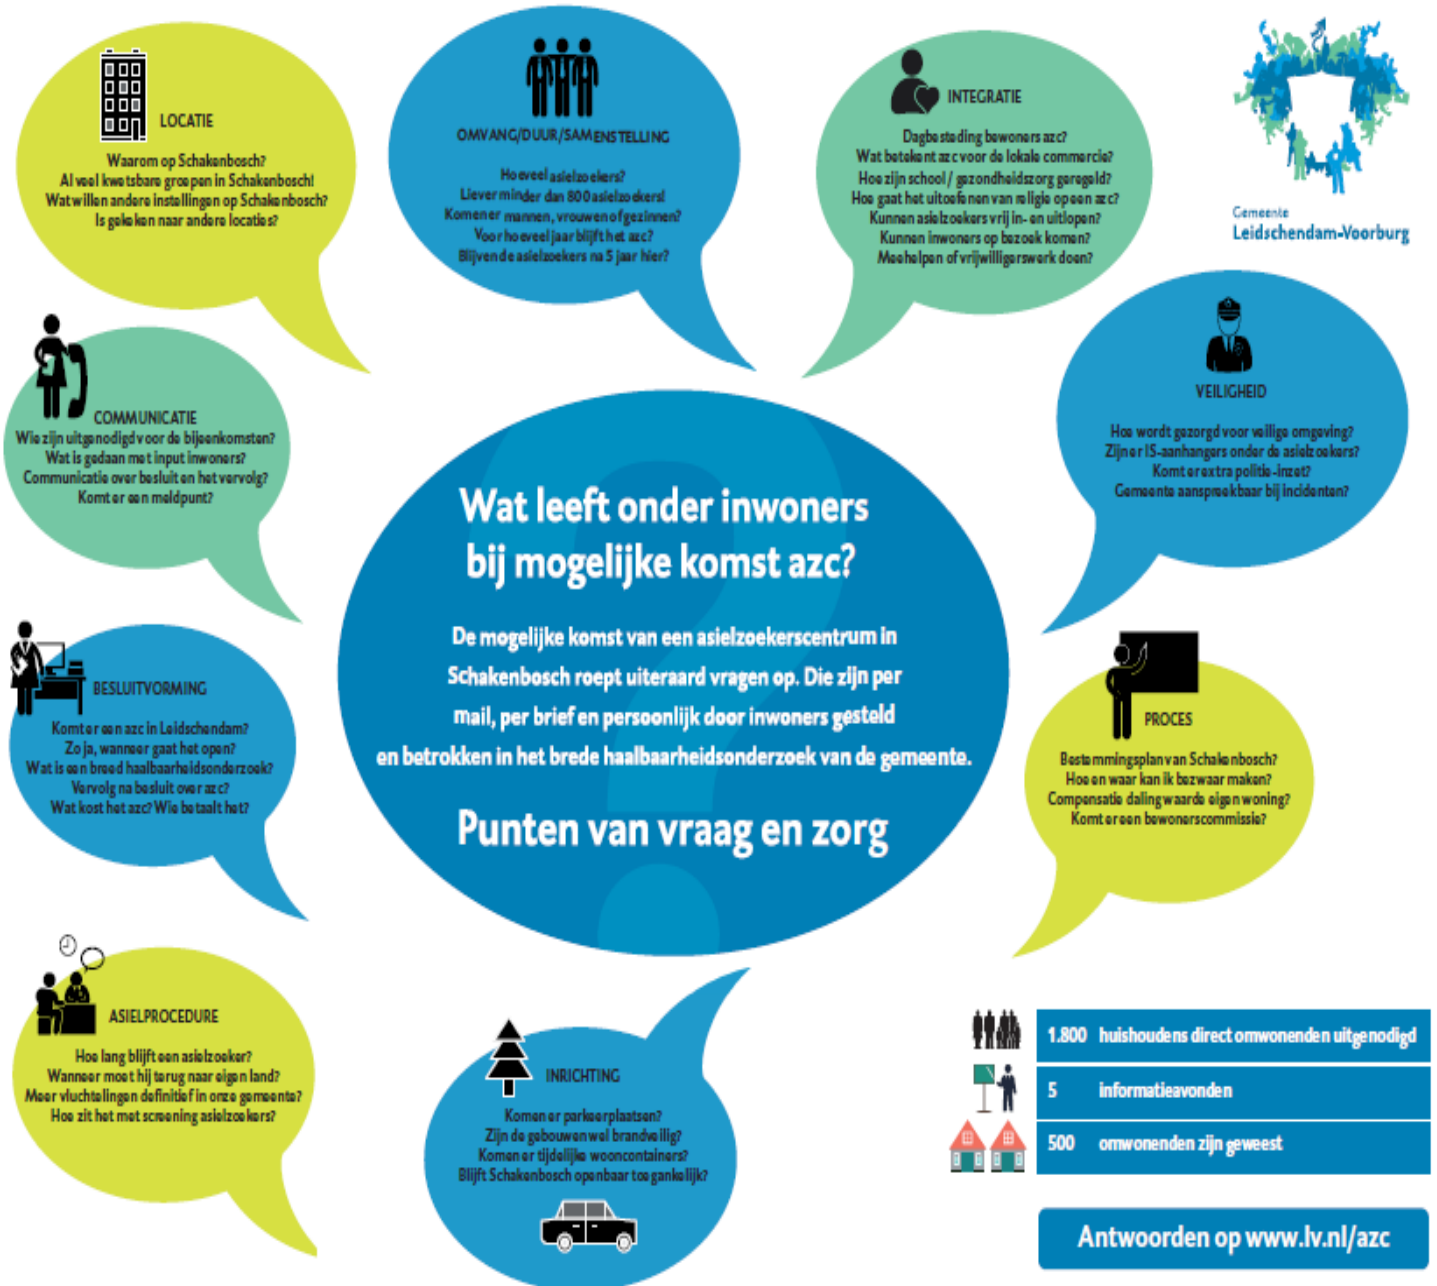 LOCATIE
Waarom op Schakenbosch?
Al veel kwetsbare groepen in Schakenbosch!
Wat willen andere instellingen op Schakenbosch?
Is gekeken naar andere locaties?
OMVANG/DUUR/SAMENSTELLING
Hoeveel asielzoekers?
Liever minder dan 800 asielzoekers!
Komen er mannen, vrouwen of gezinnen?
Voor hoeveel jaar blijft het azc?
Blijven de asielzoekers na 5 jaar hier?
INTEGRATIE
Dagbesteding bewoners azc?
Wat betekent azc voor de lokale commercie?
Hoe zijn school / gezondheidszorg geregeld?
Hoe gaat het uitoefenen van religie op een azc?
Kunnen asielzoekers vrij in- en uitlopen?
Kunnen inwoners op bezoek komen?
Meehelpen of vrijwilligerswerk doen?
Gemeente
Leidschendam-Voorburg
COMMUNICATIE
Wie zijn uitgenodigd voor de bijeenkomsten?
Wat is gedaan met input inwoners?
Communicatie over besluit en het vervolg?
Komt er een meldpunt?
VEILIGHEID
Hoe wordt gezorgd voor veilige omgeving?
Zijn er IS-aanhangers onder de asielzoekers?
Komt er extra politie-inzet?
Gemeente aanspreekbaar bij incidenten?
Wat leeft onder inwoners
bij mogelijke komst azc?
De mogelijke komst van een asielzoekerscentrum in
Schakenbosch roept uiteraard vragen op. Die zijn per
mail, per brief en persoonlijk door inwoners gesteld
en betrokken in het brede haalbaarheidsonderzoek van de gemeente.
Punten van vraag en zorg
BESLUITVORMING
Komt er een azc in Leidschendam?
Zo ja, wanneer gaat het open?
Wat is een breed haalbaarheidsonderzoek?
Vervolg na besluit over azc?
Wat kost het azc? Wie betaalt het?
PROCES
Bestemmingsplan van Schakenbosch?
Hoe en waar kan ik bezwaar maken?
Compensatie daling waarde eigen woning?
Komt er een bewonerscommissie?
ASIELPROCEDURE
Hoe lang blijft een asielzoeker?
Wanneer moet hij terug naar eigen land?
Meer vluchtelingen definitief in onze gemeente?
Hoe zit het met screening asielzoekers?
INRICHTING
Komen er parkeerplaatsen?
Zijn de gebouwen wel brandveilig?
Komen er tijdelijke wooncontainers?
Blijft Schakenbosch openbaar toegankelijk?
1.800 huishoudens direct omwonenden uitgenodigd
5 informatieavonden
500 omwonenden zijn geweest
Antwoorden op www.lv.nl/azc